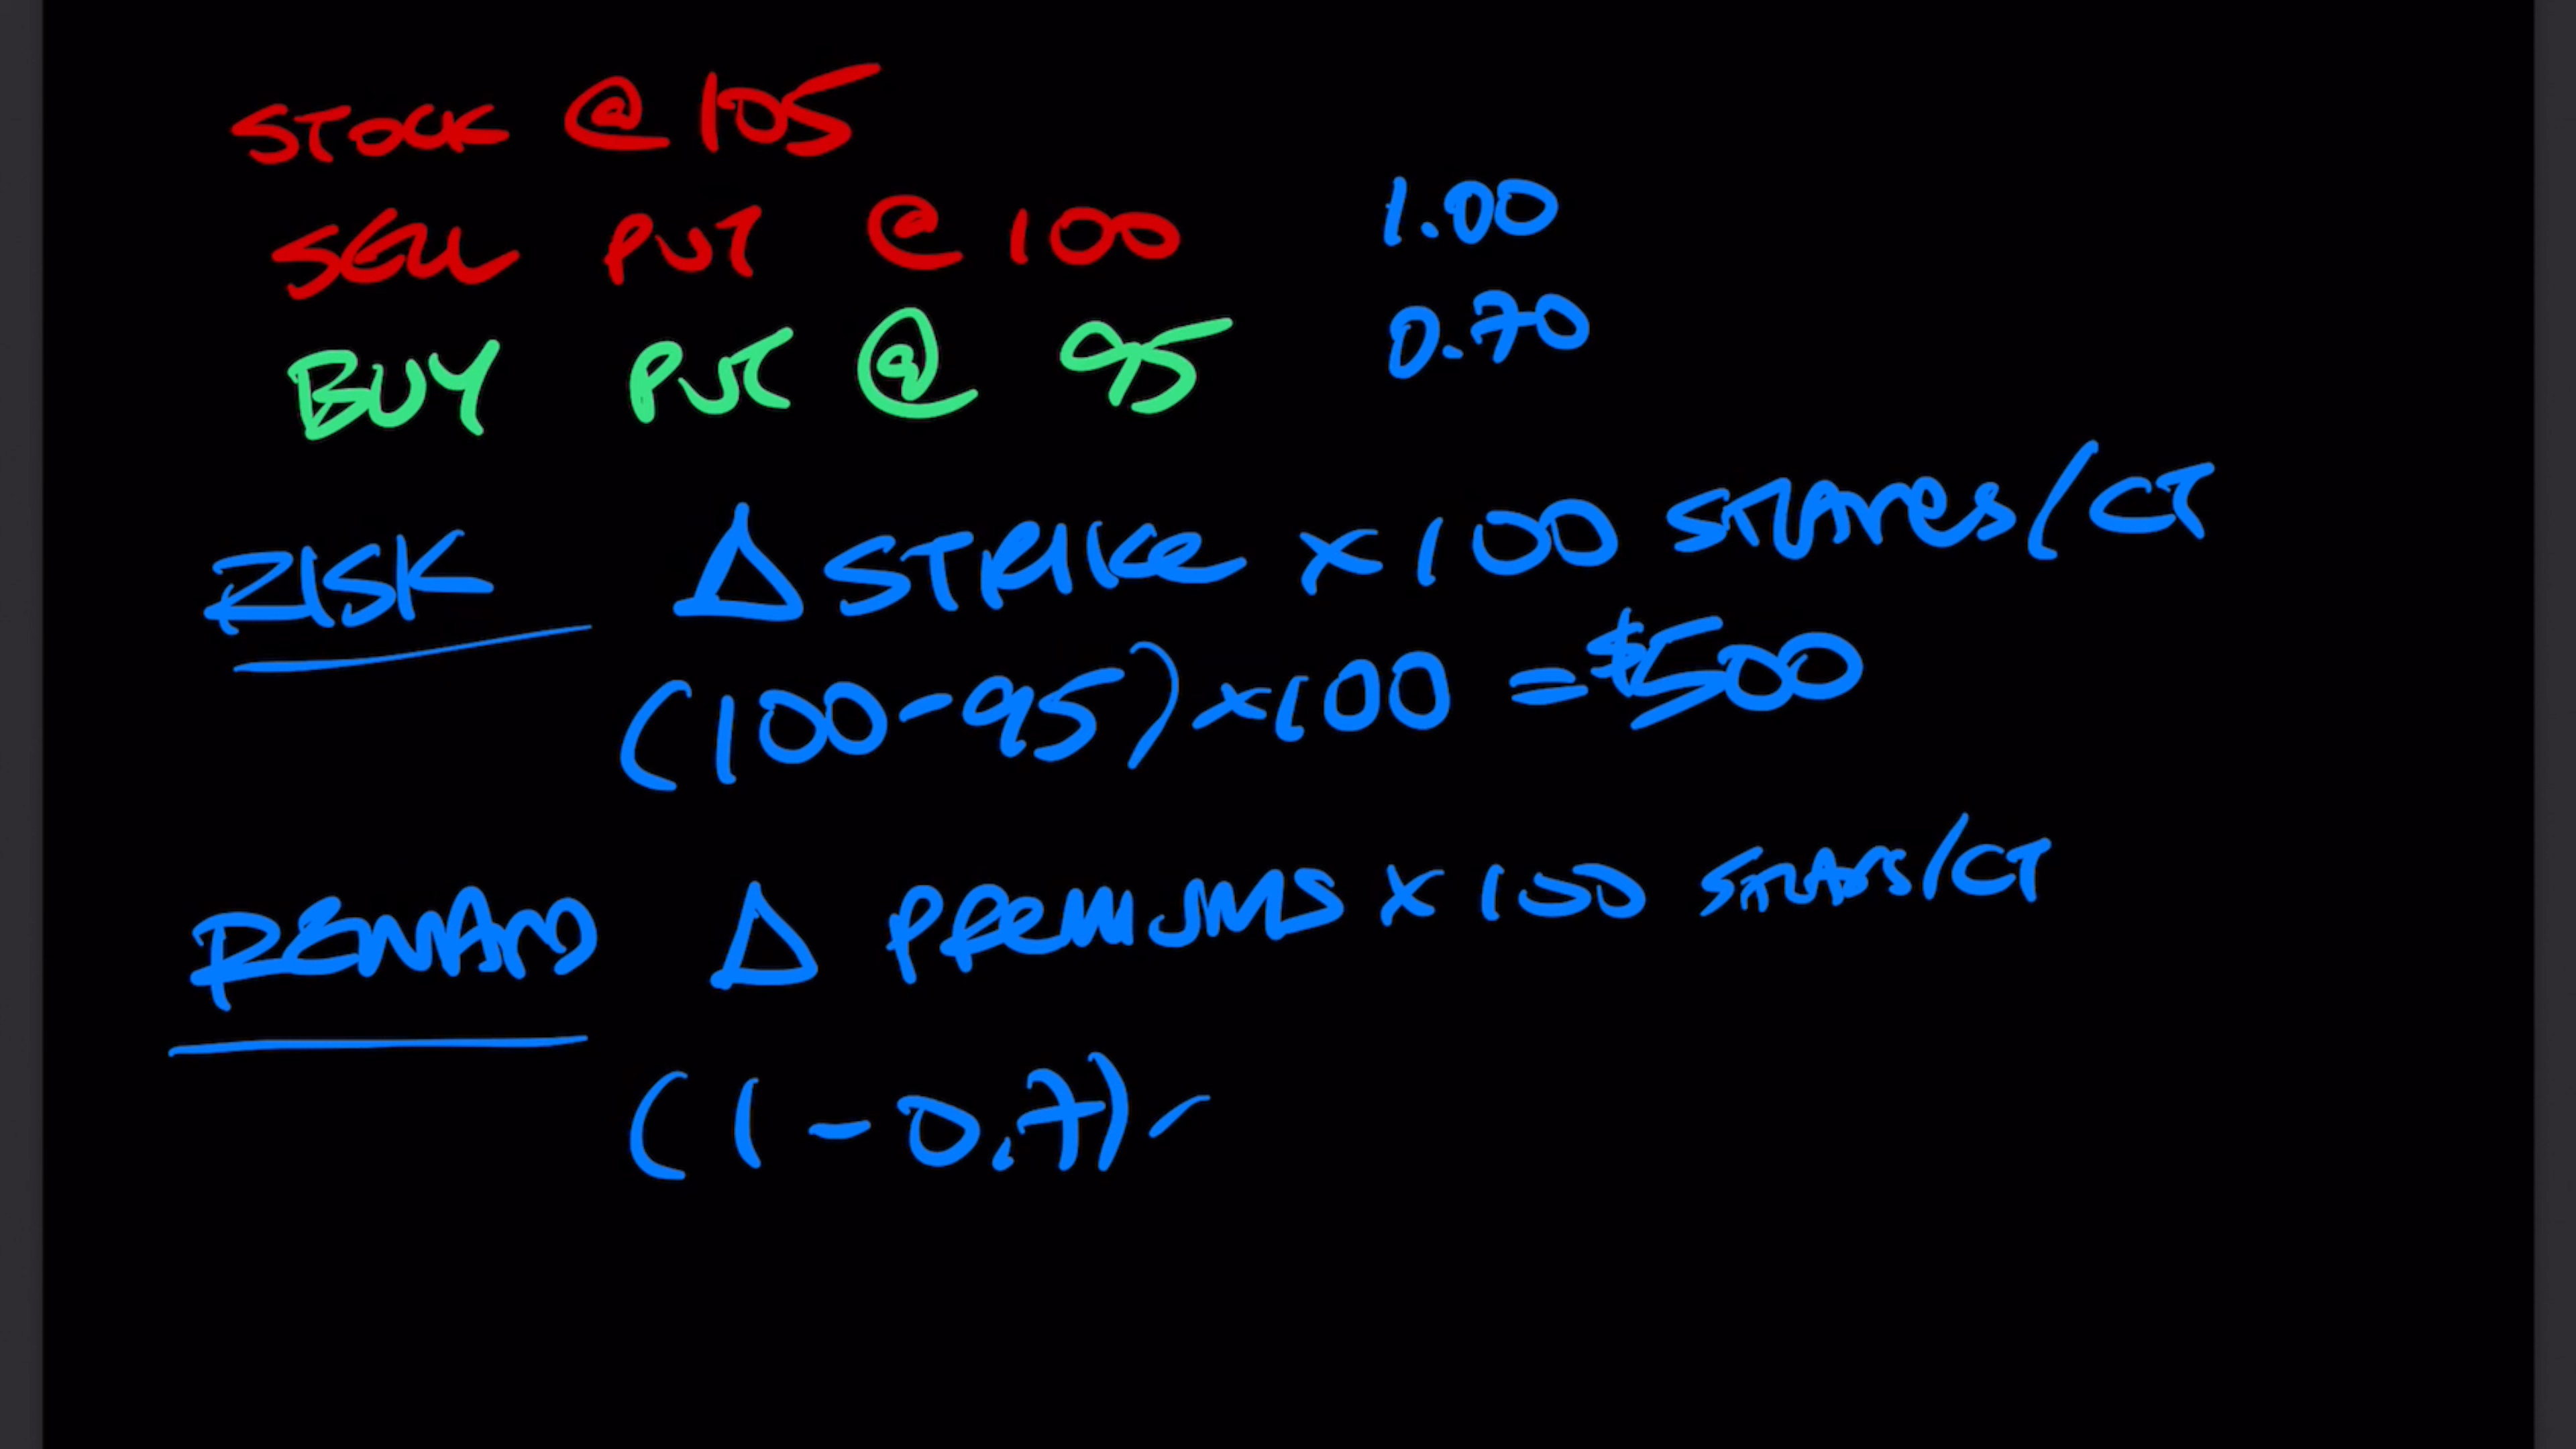 STOCK @ 105
SELL PUT @ 100 1.00
BUY PUT @ 95 0.70
RISK Δ STRIKE × 100 SHARES/CT
(100-95) × 100 = $500
REWARD Δ PREMIUMS × 100 SHARES/CT
(1 - 0.7)